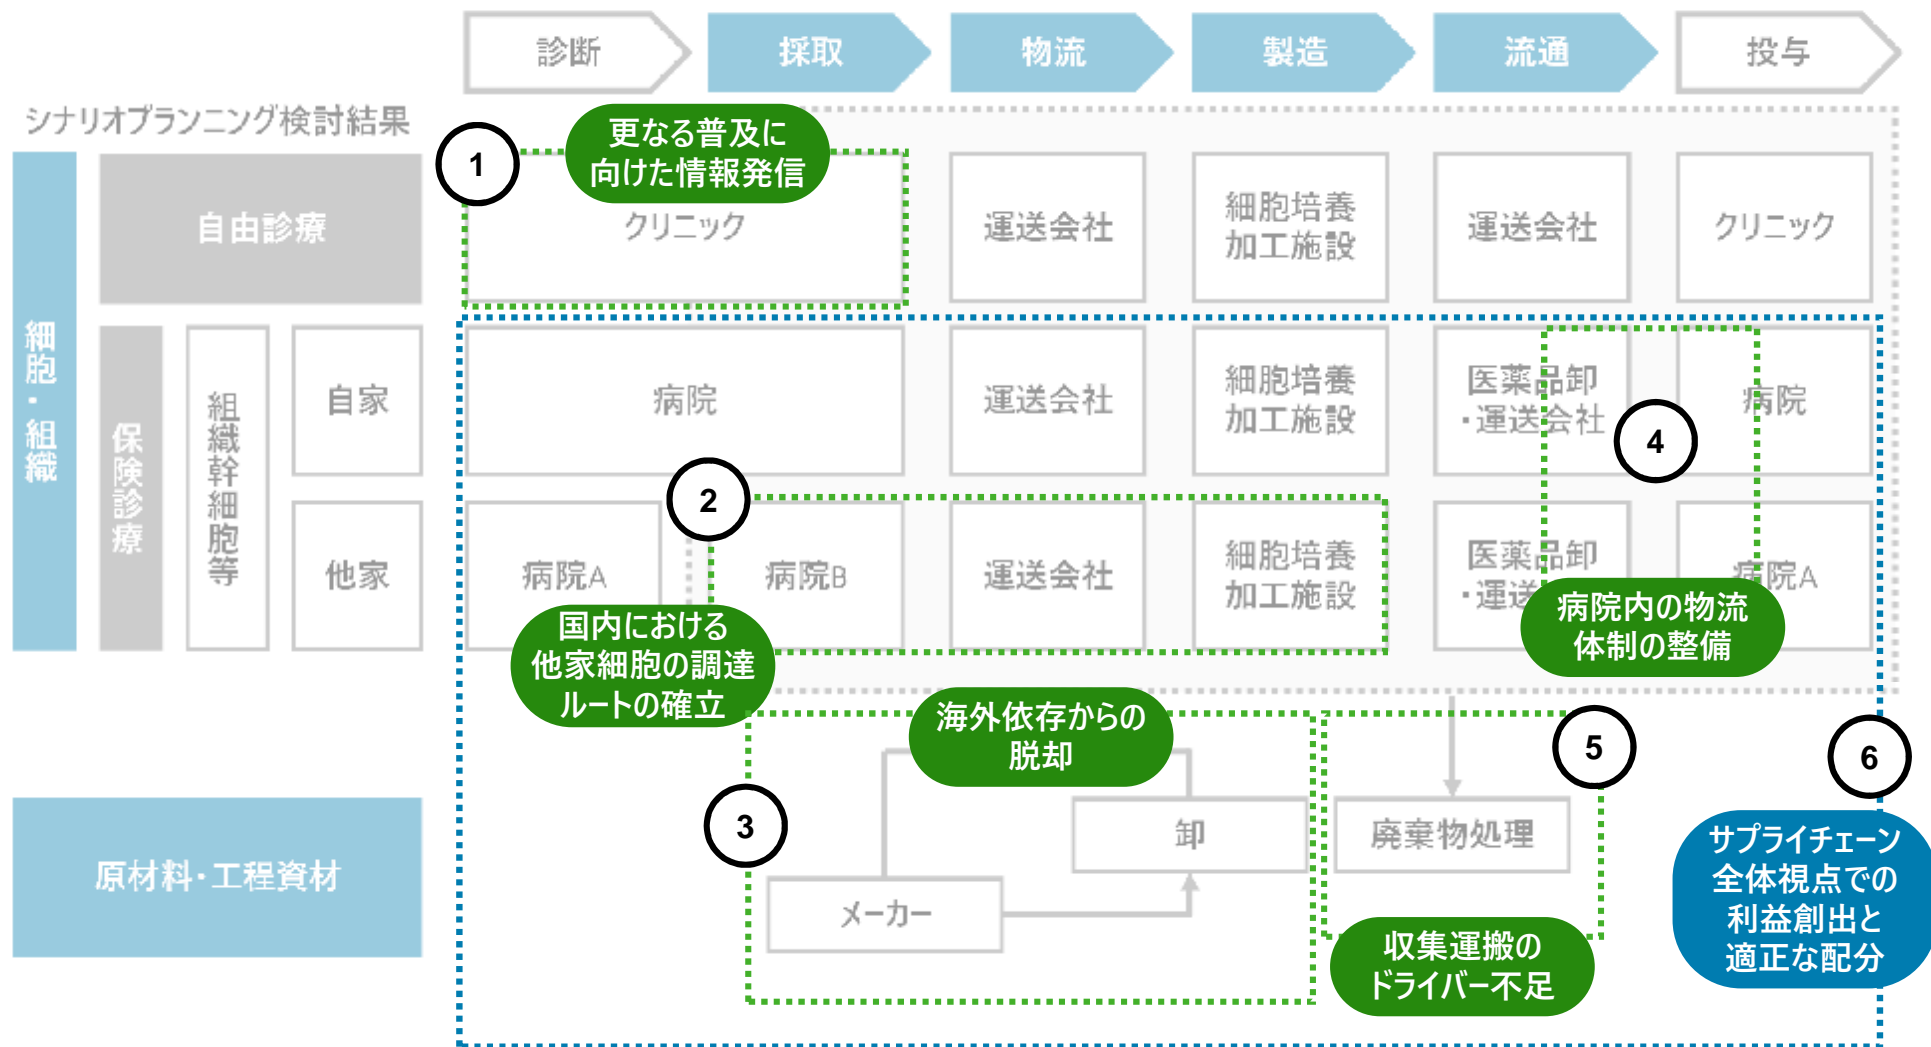 診断
採取
物流
製造
流通
投与
シナリオプランニング検討結果
1
更なる普及に
向けた情報発信
自由診療
クリニック
運送会社
細胞培養
加工施設
運送会社
クリニック
細胞・組織
保険診療
組織幹細胞等
自家
病院
運送会社
細胞培養
加工施設
医薬品卸
・運送会社
病院
4
2
他家
病院A
病院B
運送会社
細胞培養
加工施設
医薬品卸
・運送
病院A
国内における
他家細胞の調達
ルートの確立
病院内の物流
体制の整備
海外依存からの
脱却
5
6
3
卸
廃棄物処理
メーカー
原材料・工程資材
収集運搬の
ドライバー不足
サプライチェーン
全体視点での
利益創出と
適正な配分